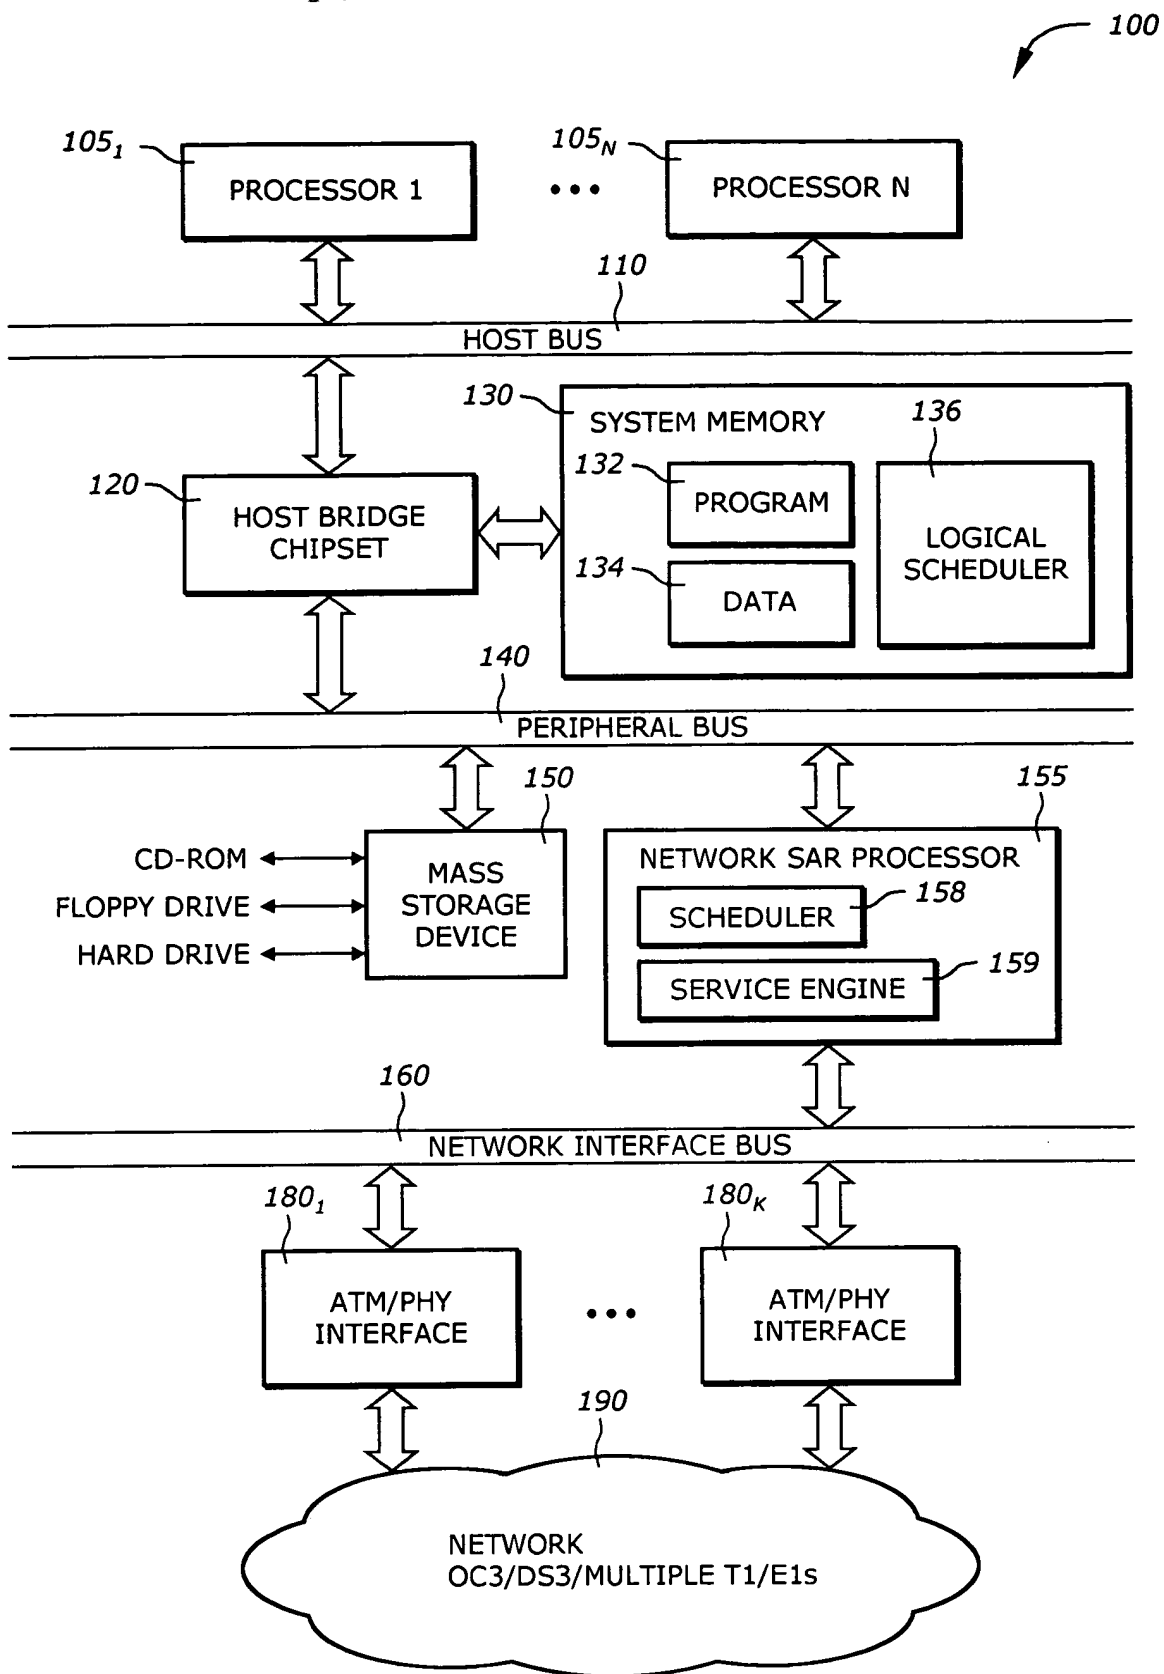 100
105₁
PROCESSOR 1
•••
105N
PROCESSOR N
110
HOST BUS
130
SYSTEM MEMORY
136
132
PROGRAM
120
HOST BRIDGE
CHIPSET
LOGICAL
SCHEDULER
134
DATA
140
PERIPHERAL BUS
150
155
CD-ROM
FLOPPY DRIVE
HARD DRIVE
MASS
STORAGE
DEVICE
NETWORK SAR PROCESSOR
SCHEDULER
158
SERVICE ENGINE
159
160
NETWORK INTERFACE BUS
180₁
180K
ATM/PHY
INTERFACE
•••
ATM/PHY
INTERFACE
190
NETWORK
OC3/DS3/MULTIPLE T1/E1s